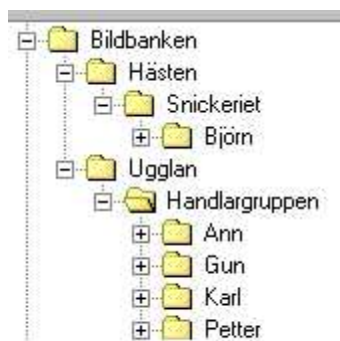 Bildbanken
Hästen
Snickeriet
Björn
Ugglan
Handlargruppen
Ann
Gun
Karl
Petter